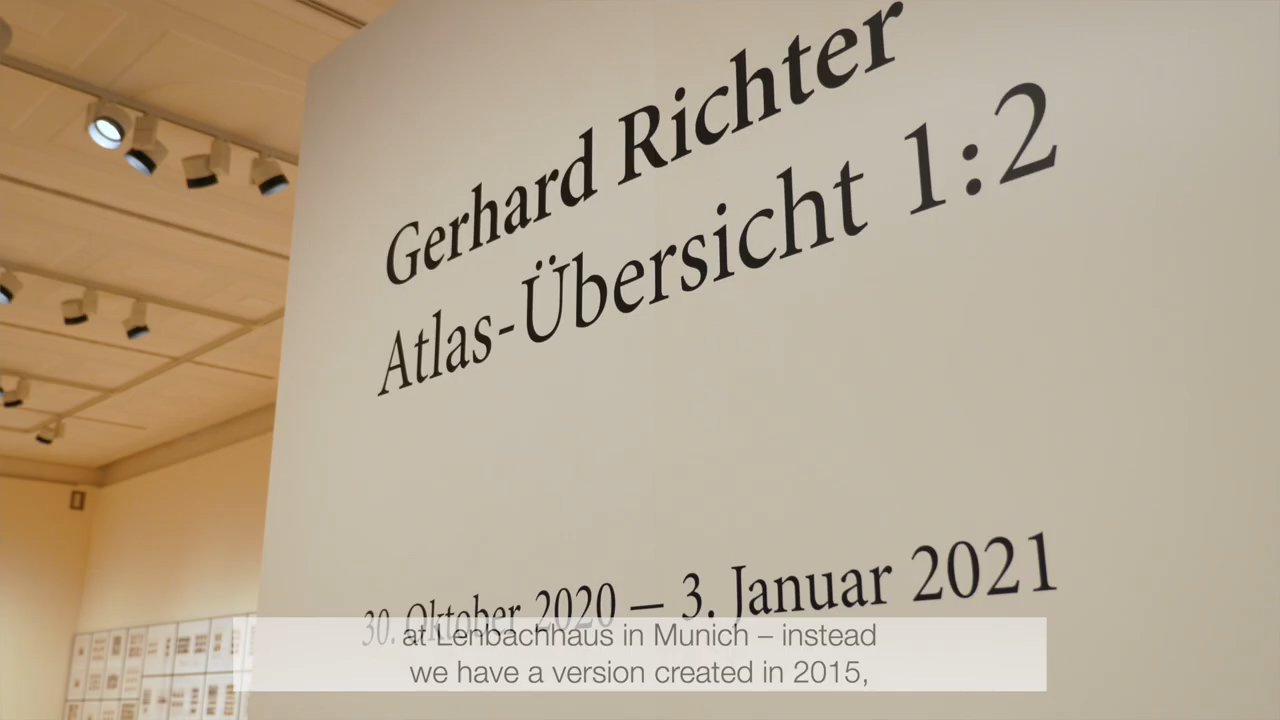 Gerhard Richter
Atlas-Übersicht 1:2
30. Oktober 2020 — 3. Januar 2021
at Lenbachhaus in Munich – instead
we have a version created in 2015,